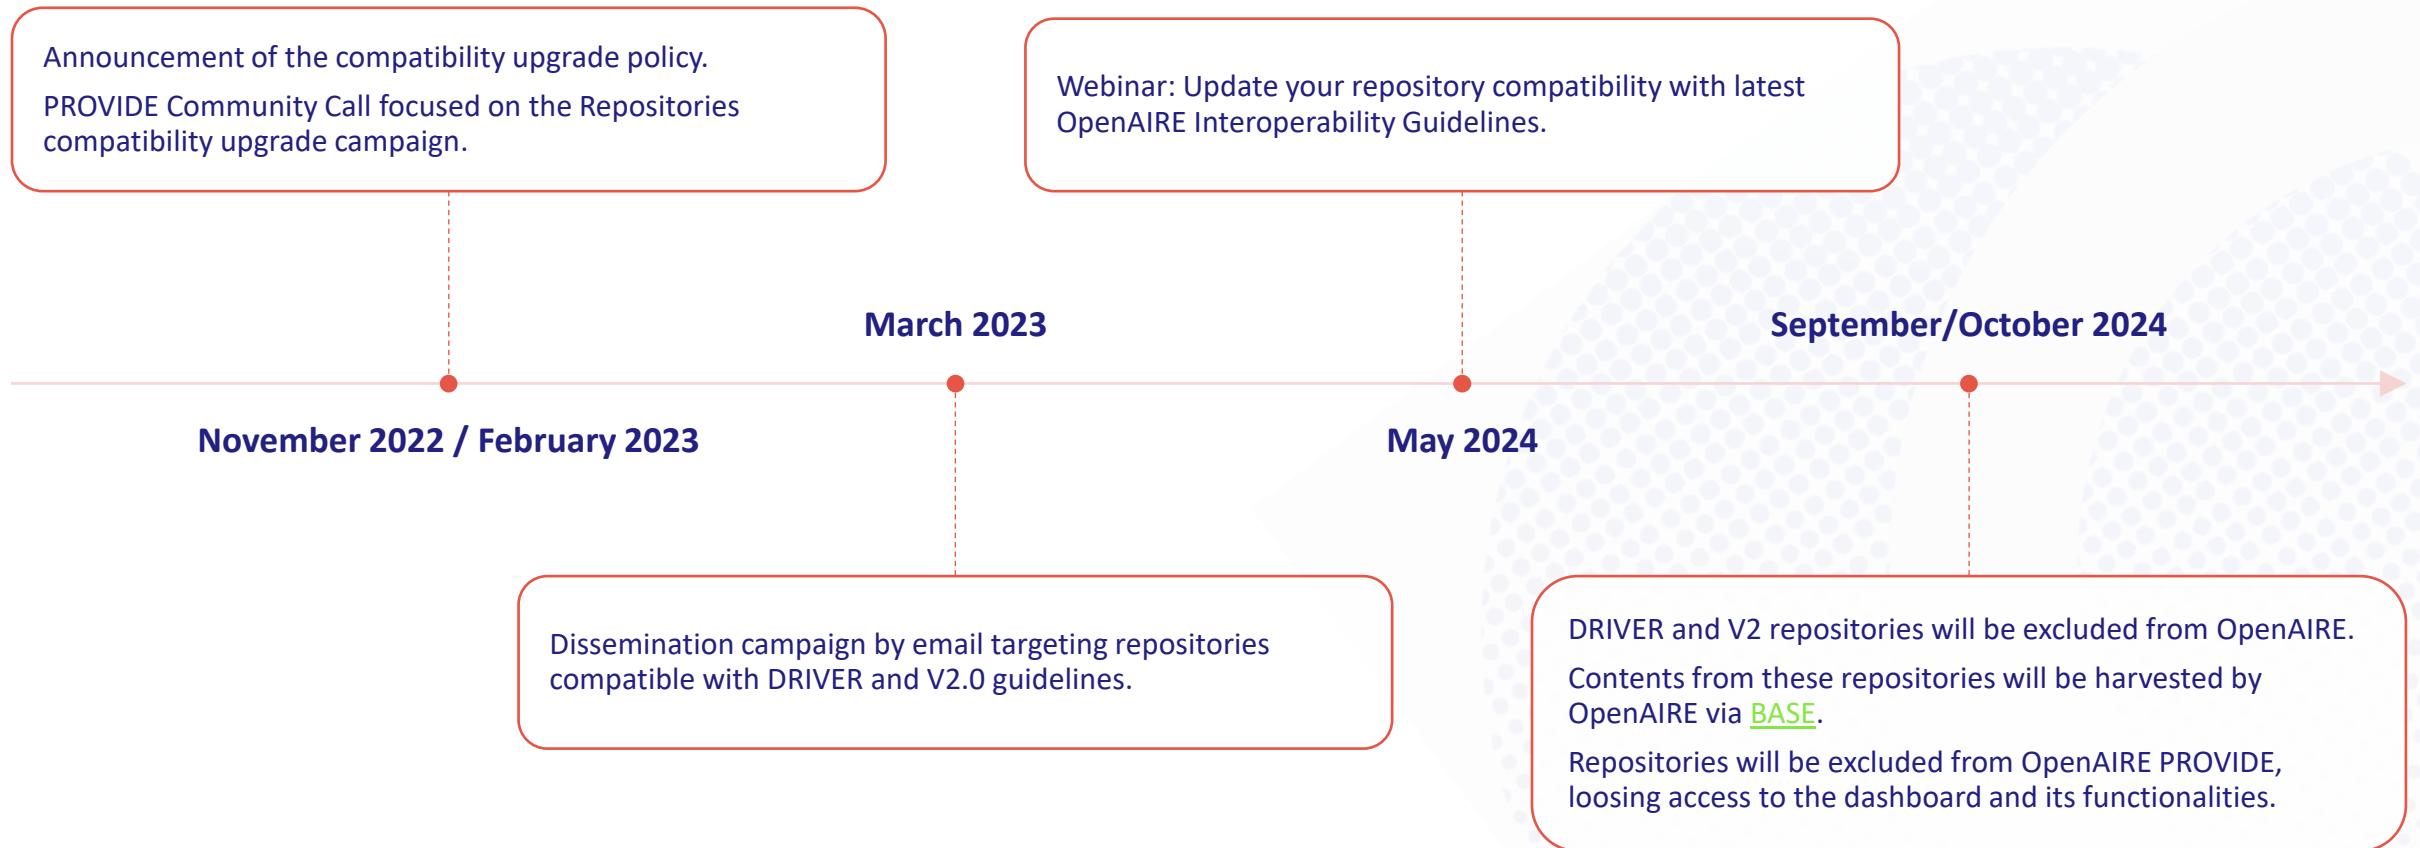 Announcement of the compatibility upgrade policy.
PROVIDE Community Call focused on the Repositories
compatibility upgrade campaign.
Webinar: Update your repository compatibility with latest
OpenAIRE Interoperability Guidelines.
March 2023
September/October 2024
November 2022 / February 2023
May 2024
Dissemination campaign by email targeting repositories
compatible with DRIVER and V2.0 guidelines.
DRIVER and V2 repositories will be excluded from OpenAIRE.
Contents from these repositories will be harvested by
OpenAIRE via BASE.
Repositories will be excluded from OpenAIRE PROVIDE,
loosing access to the dashboard and its functionalities.